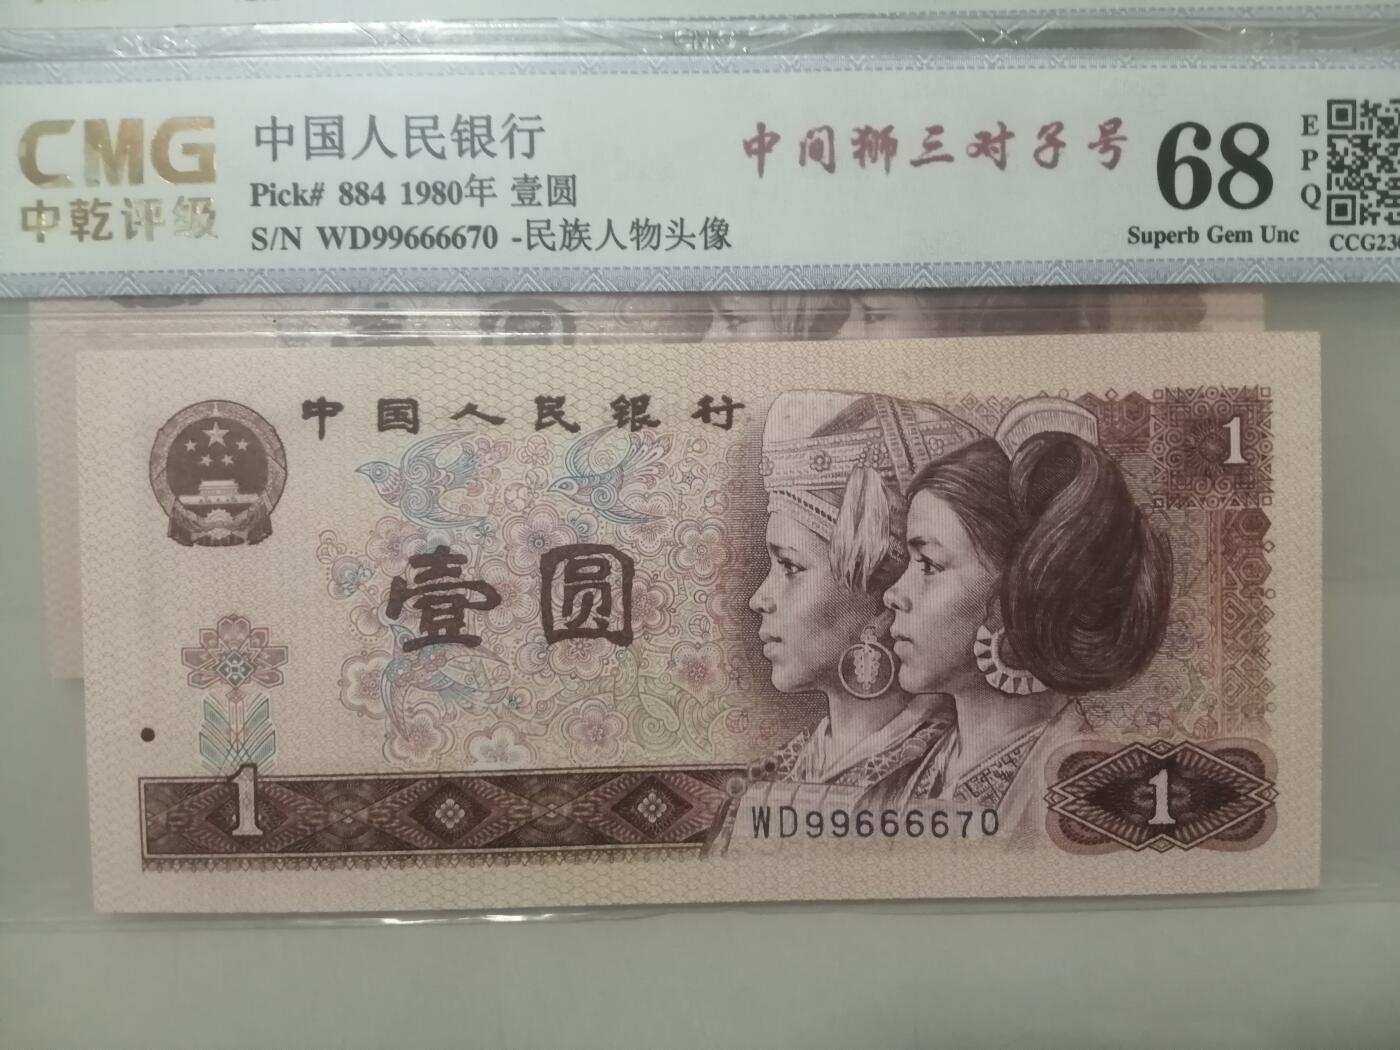 CMG
CMG
中乾评级
中国人民银行
Pick# 884 1980年 壹圆
S/N WD99666670 -民族人物头像
中间狮三对子号
68
Superb Gem Unc
E
P
Q
中国人民银行
1
壹圆
1
WD99666670
1